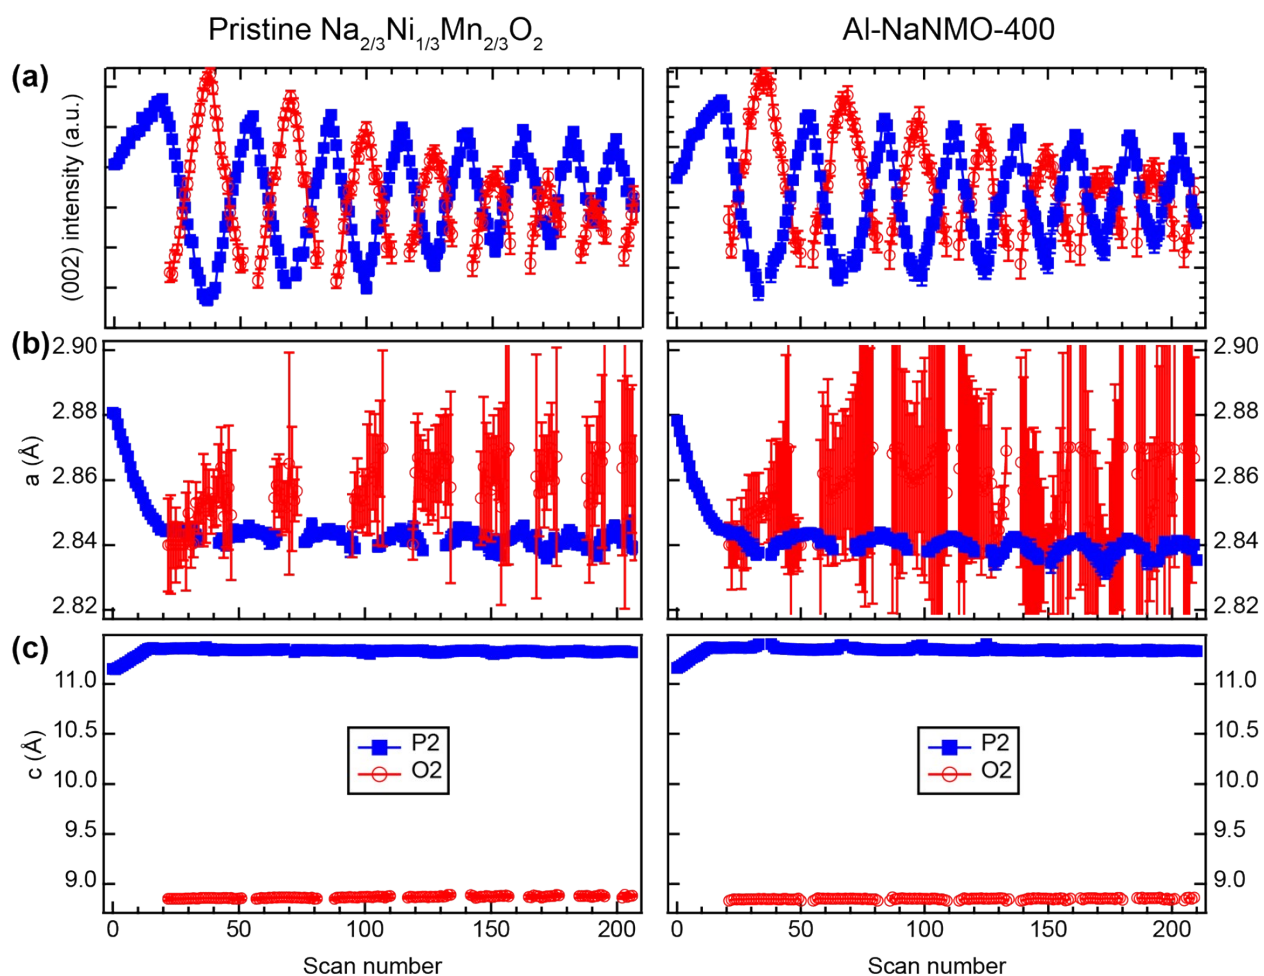 Pristine Na2/3Ni1/3Mn2/3O2
Al-NaNMO-400
(a)
(002) intensity (a.u.)
(b)
2.90
2.88
2.86
2.84
2.82
a (Å)
2.90
2.88
2.86
2.84
2.82
(c)
11.0
10.5
10.0
9.5
9.0
c (Å)
P2
O2
P2
O2
11.0
10.5
10.0
9.5
9.0
0 50 100 150 200
0 50 100 150 200
Scan number
Scan number